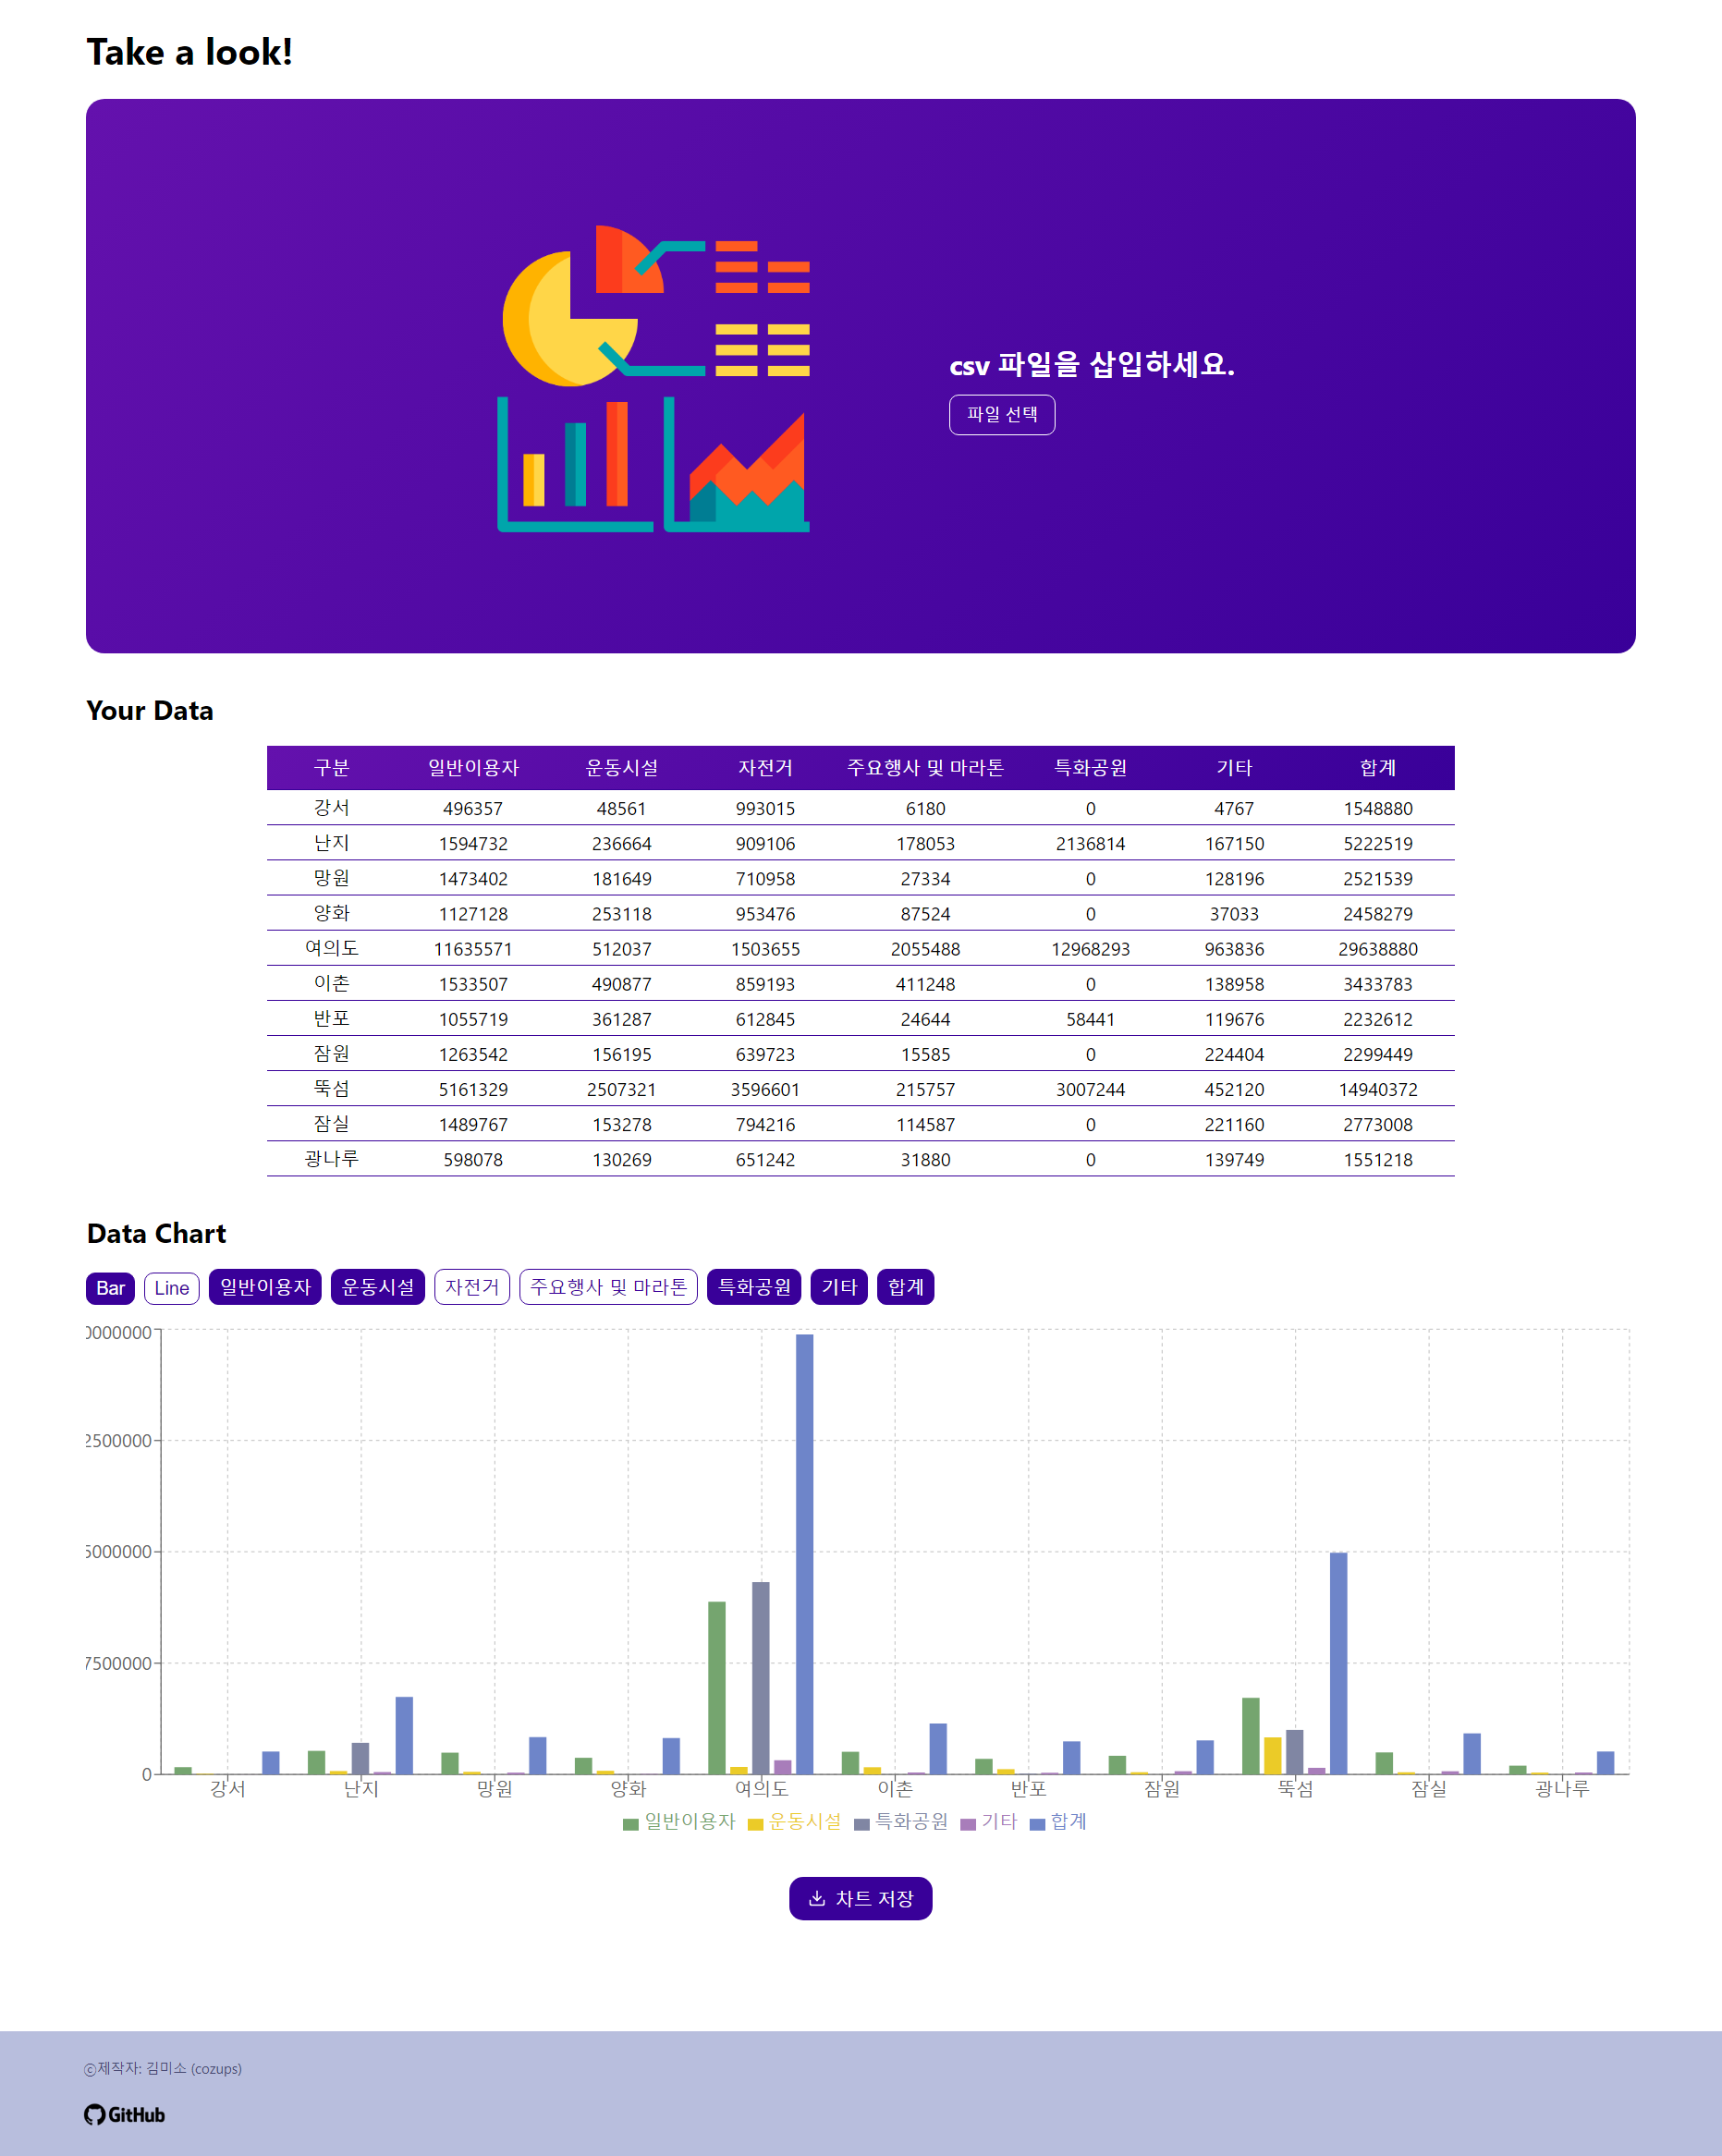 Take a look!
csv 파일을 삽입하세요.
파일 선택
Your Data
구분 일반이용자 운동시설 자전거 주요행사 및 마라톤 특화공원 기타 합계
강서 496357 48561 993015 6180 0 4767 1548880
난지 1594732 236664 909106 178053 2136814 167150 5222519
망원 1473402 181649 710958 27334 0 128196 2521539
양화 1127128 253118 953476 87524 0 37033 2458279
여의도 11635571 512037 1503655 2055488 12968293 963836 29638880
이촌 1533507 490877 859193 411248 0 138958 3433783
반포 1055719 361287 612845 24644 58441 119676 2232612
잠원 1263542 156195 639723 15585 0 224404 2299449
뚝섬 5161329 2507321 3596601 215757 3007244 452120 14940372
잠실 1489767 153278 794216 114587 0 221160 2773008
광나루 598078 130269 651242 31880 0 139749 1551218
Data Chart
Bar Line 일반이용자 운동시설 자전거 주요행사 및 마라톤 특화공원 기타 합계
0000000
2500000
5000000
7500000
0
강서 난지 망원 양화 여의도 이촌 반포 잠원 뚝섬 잠실 광나루
일반이용자 운동시설 특화공원 기타 합계
차트 저장
ⓒ제작자: 김미소 (cozups)
GitHub